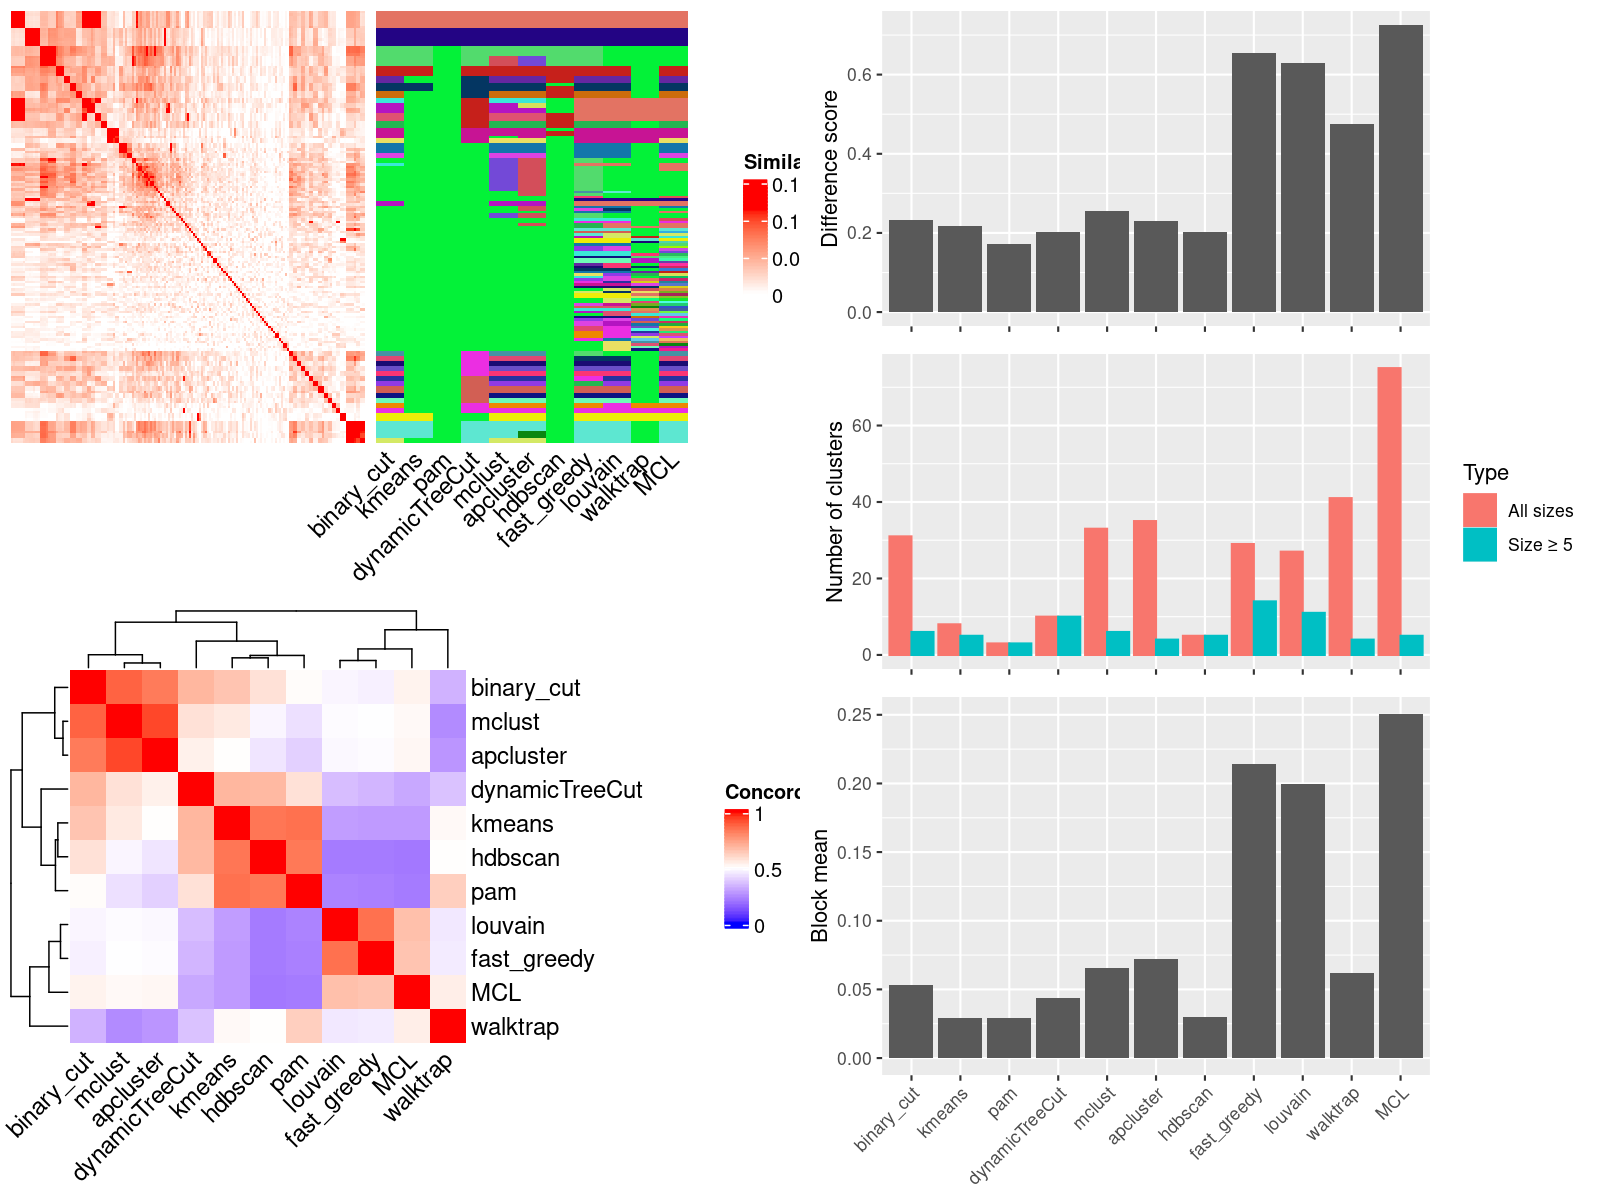 Simila
0.1
0.1
0.0
0
binary_cut
kmeans
pam
dynamicTreeCut
mclust
apcluster
hdbscan
fast_greedy
louvain
walktrap
MCL
binary_cut
mclust
apcluster
dynamicTreeCut
kmeans
hdbscan
pam
louvain
fast_greedy
MCL
walktrap
binary_cut
mclust
apcluster
dynamicTreeCut
kmeans
hdbscan
pam
louvain
fast_greedy
MCL
walktrap
Concord
1
0.5
0
Difference score
0.6
0.4
0.2
0.0
Number of clusters
60
40
20
0
Type
All sizes
Size ≥ 5
Block mean
0.25
0.20
0.15
0.10
0.05
0.00
binary_cut
kmeans
pam
dynamicTreeCut
mclust
apcluster
hdbscan
fast_greedy
louvain
walktrap
MCL